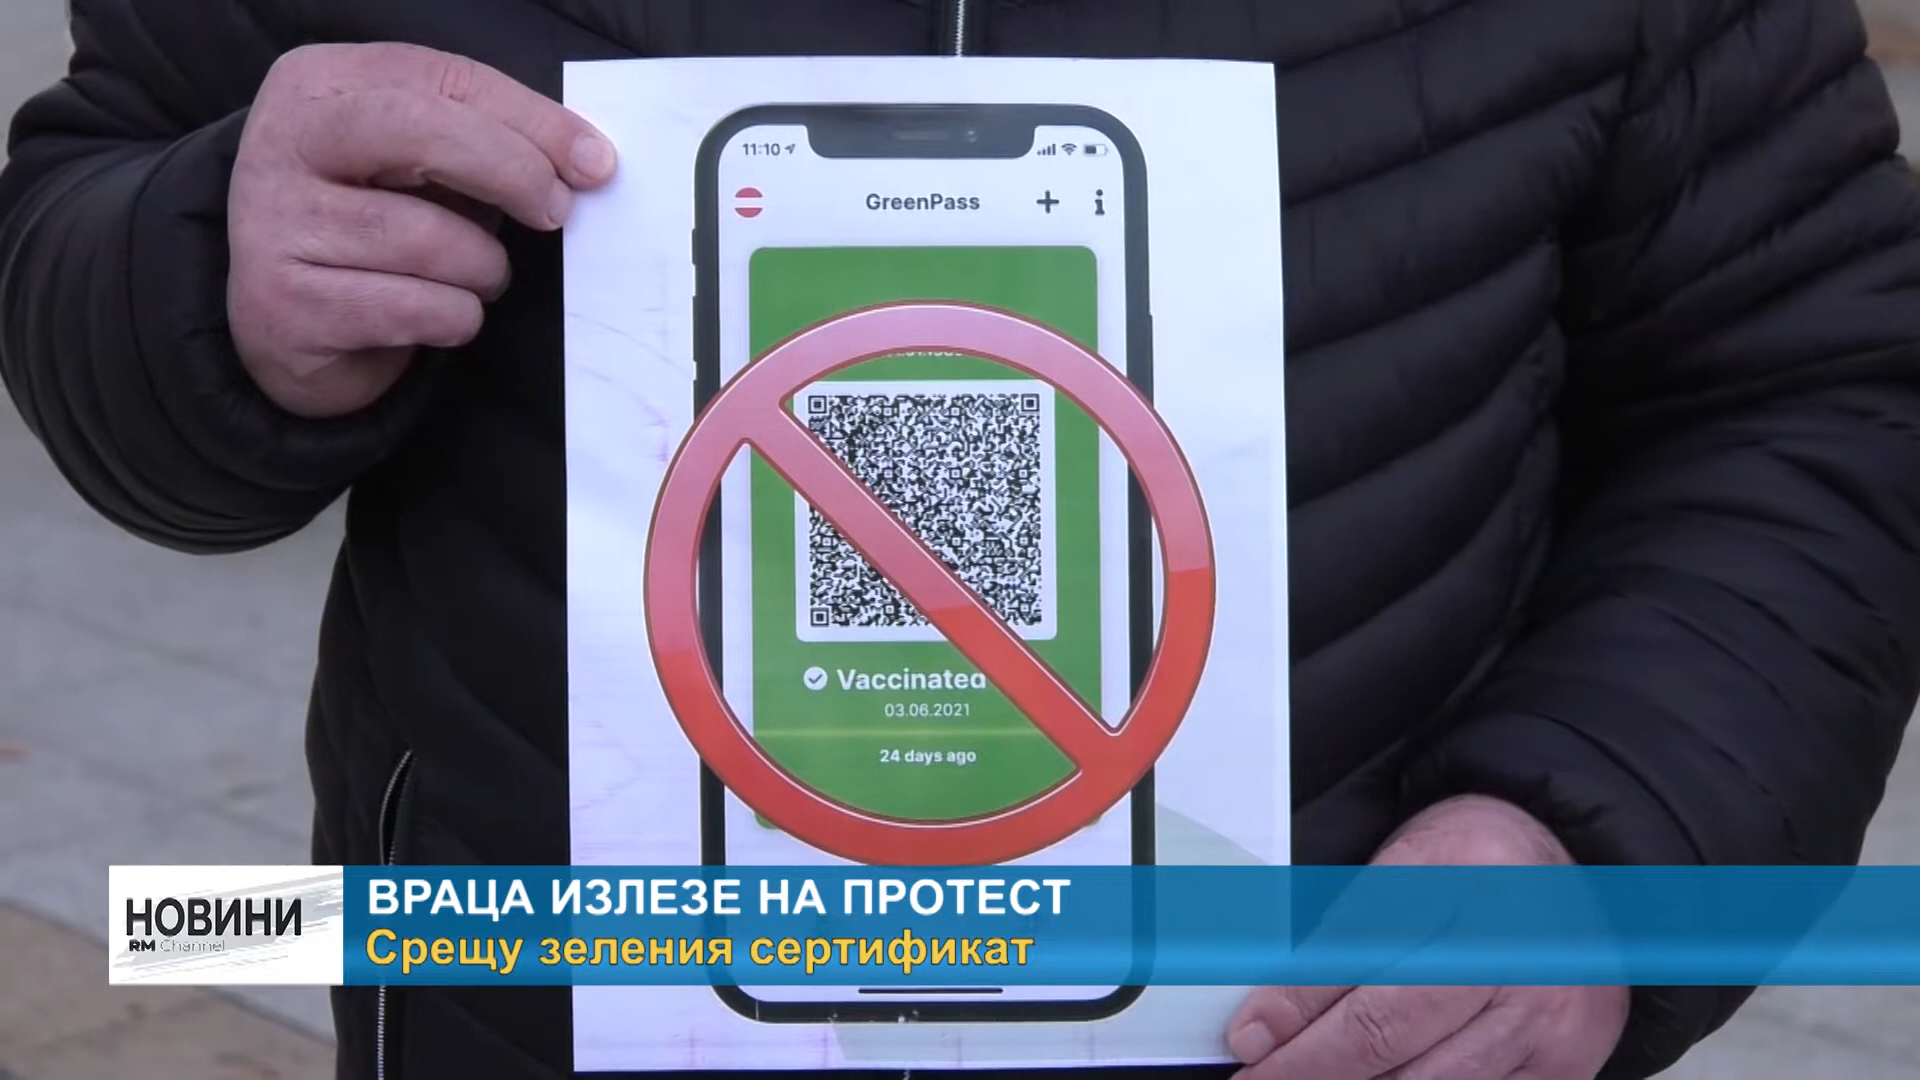 11:10
GreenPass
Vaccinated
03.06.2021
24 days ago
НОВИНИ
RM Channel
ВРАЦА ИЗЛЕЗЕ НА ПРОТЕСТ
Срещу зеления сертификат